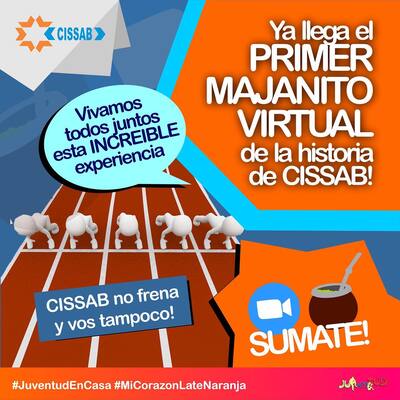 CISSAB
Ya llega el
PRIMER
MAJANITO
VIRTUAL
de la historia
de CISSAB!
Vivamos
todos juntos
esta INCREIBLE
experiencia
CISSAB no frena
y vos tampoco!
SUMATE!
#JuventudEnCasa #MiCorazonLateNaranja